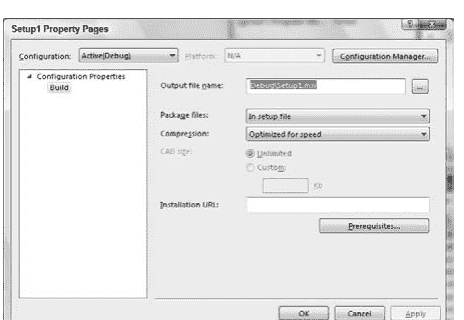 Setup1 Property Pages
Configuration: Active(Debug) Platform: N/A Configuration Manager...
Configuration Properties
Build
Output file name: Debug\Setup1.msi ...
Package files: In setup file
Compression: Optimized for speed
CAB size: Unlimited
Custom:
Kb
Installation URL:
Prerequisites...
OK Cancel Apply